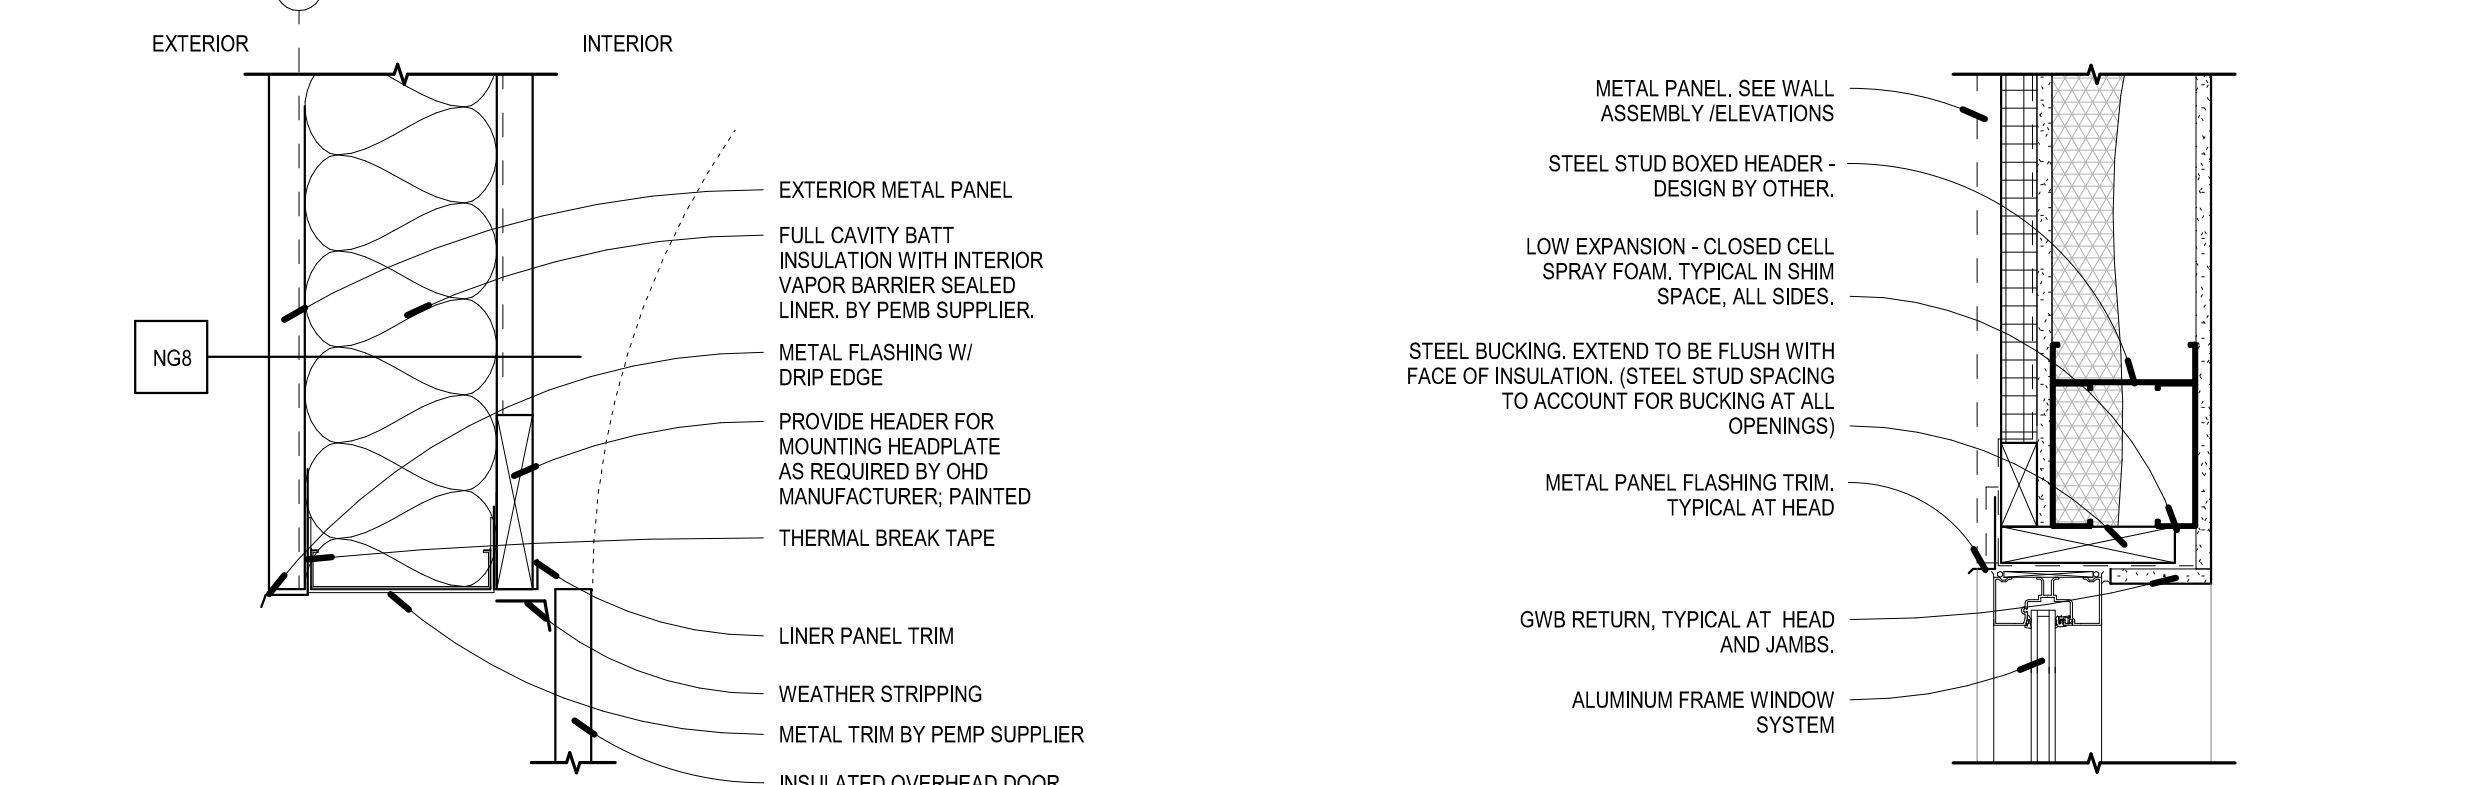 EXTERIOR
INTERIOR
EXTERIOR METAL PANEL
FULL CAVITY BATT
INSULATION WITH INTERIOR
VAPOR BARRIER SEALED
LINER. BY PEMB SUPPLIER.
METAL FLASHING W/
DRIP EDGE
NG8
PROVIDE HEADER FOR
MOUNTING HEADPLATE
AS REQUIRED BY OHD
MANUFACTURER; PAINTED
THERMAL BREAK TAPE
LINER PANEL TRIM
WEATHER STRIPPING
METAL TRIM BY PEMP SUPPLIER
INSULATED OVERHEAD DOOR
METAL PANEL. SEE WALL
ASSEMBLY /ELEVATIONS
STEEL STUD BOXED HEADER -
DESIGN BY OTHER.
LOW EXPANSION - CLOSED CELL
SPRAY FOAM. TYPICAL IN SHIM
SPACE, ALL SIDES.
STEEL BUCKING. EXTEND TO BE FLUSH WITH
FACE OF INSULATION. (STEEL STUD SPACING
TO ACCOUNT FOR BUCKING AT ALL
OPENINGS)
METAL PANEL FLASHING TRIM.
TYPICAL AT HEAD
GWB RETURN, TYPICAL AT HEAD
AND JAMBS.
ALUMINUM FRAME WINDOW
SYSTEM